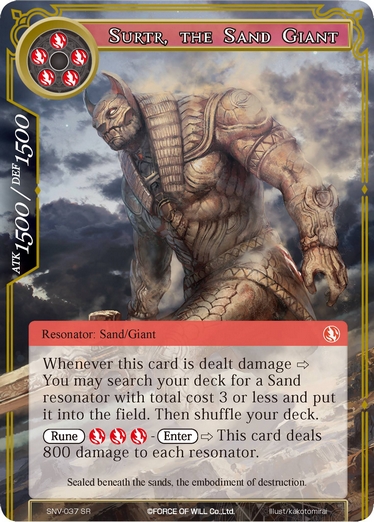 Surtr, the Sand Giant
ATK 1500 / DEF 1500
Resonator: Sand/Giant
Whenever this card is dealt damage ⇨
You may search your deck for a Sand
resonator with total cost 3 or less and put
it into the field. Then shuffle your deck.
Rune - Enter ⇨ This card deals
800 damage to each resonator.
Sealed beneath the sands, the embodiment of destruction.
SNV-037 SR ©FORCE OF WILL Co.,Ltd. Illust/kakotomirai